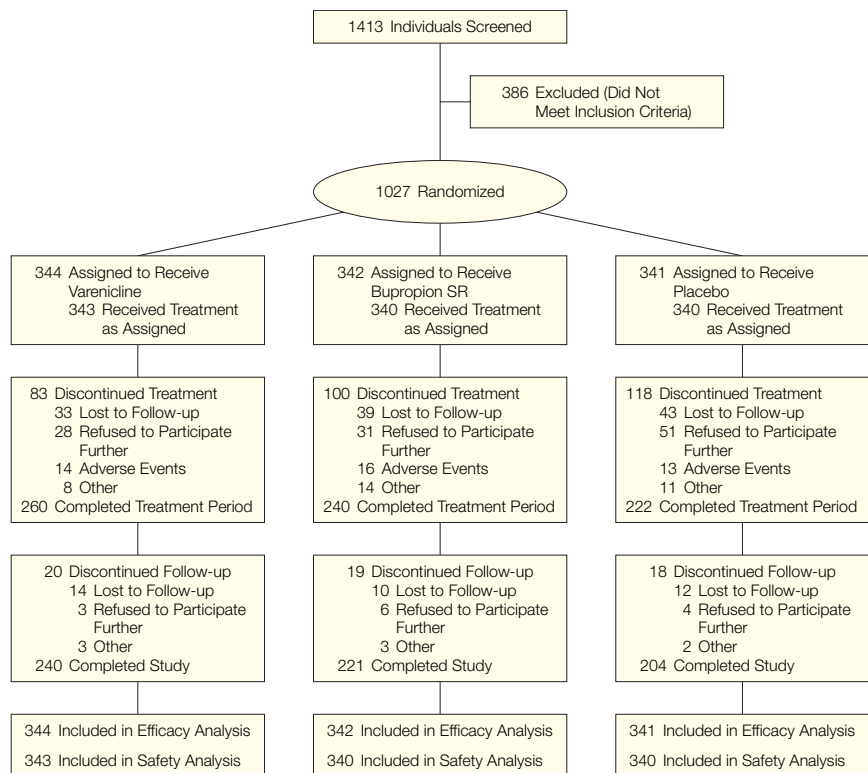 1413 Individuals Screened
386 Excluded (Did Not
Meet Inclusion Criteria)
1027 Randomized
344 Assigned to Receive
Varenicline
343 Received Treatment
as Assigned
342 Assigned to Receive
Bupropion SR
340 Received Treatment
as Assigned
341 Assigned to Receive
Placebo
340 Received Treatment
as Assigned
83 Discontinued Treatment
33 Lost to Follow-up
28 Refused to Participate
Further
14 Adverse Events
8 Other
260 Completed Treatment Period
100 Discontinued Treatment
39 Lost to Follow-up
31 Refused to Participate
Further
16 Adverse Events
14 Other
240 Completed Treatment Period
118 Discontinued Treatment
43 Lost to Follow-up
51 Refused to Participate
Further
13 Adverse Events
11 Other
222 Completed Treatment Period
20 Discontinued Follow-up
14 Lost to Follow-up
3 Refused to Participate
Further
3 Other
240 Completed Study
19 Discontinued Follow-up
10 Lost to Follow-up
6 Refused to Participate
Further
3 Other
221 Completed Study
18 Discontinued Follow-up
12 Lost to Follow-up
4 Refused to Participate
Further
2 Other
204 Completed Study
344 Included in Efficacy Analysis
343 Included in Safety Analysis
342 Included in Efficacy Analysis
340 Included in Safety Analysis
341 Included in Efficacy Analysis
340 Included in Safety Analysis